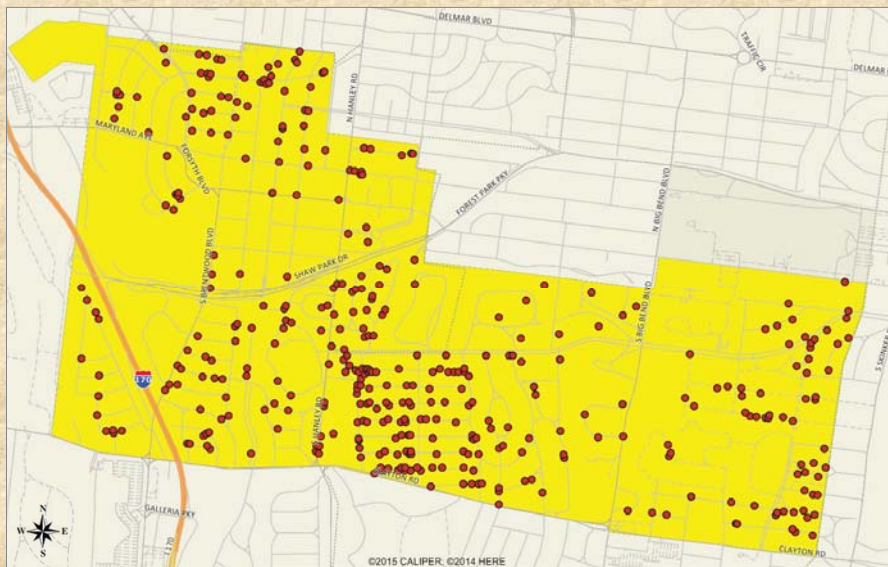 DELMAR BLVD
TRAFFIC CIR
DELMAR
N HANLEY RD
MARYLAND AVE
FORSYTH BLVD
FOREST PARK PKY
N BIG BEND BLVD
S BRENTWOOD BLVD
SHAW PARK DR
S BIG BEND BLVD
S SKINKER
170
S HANLEY RD
CLAYTON RD
GALLERIA PKY
I 170
CLAYTON RD
N
W E
S
©2015 CALIPER; ©2014 HERE